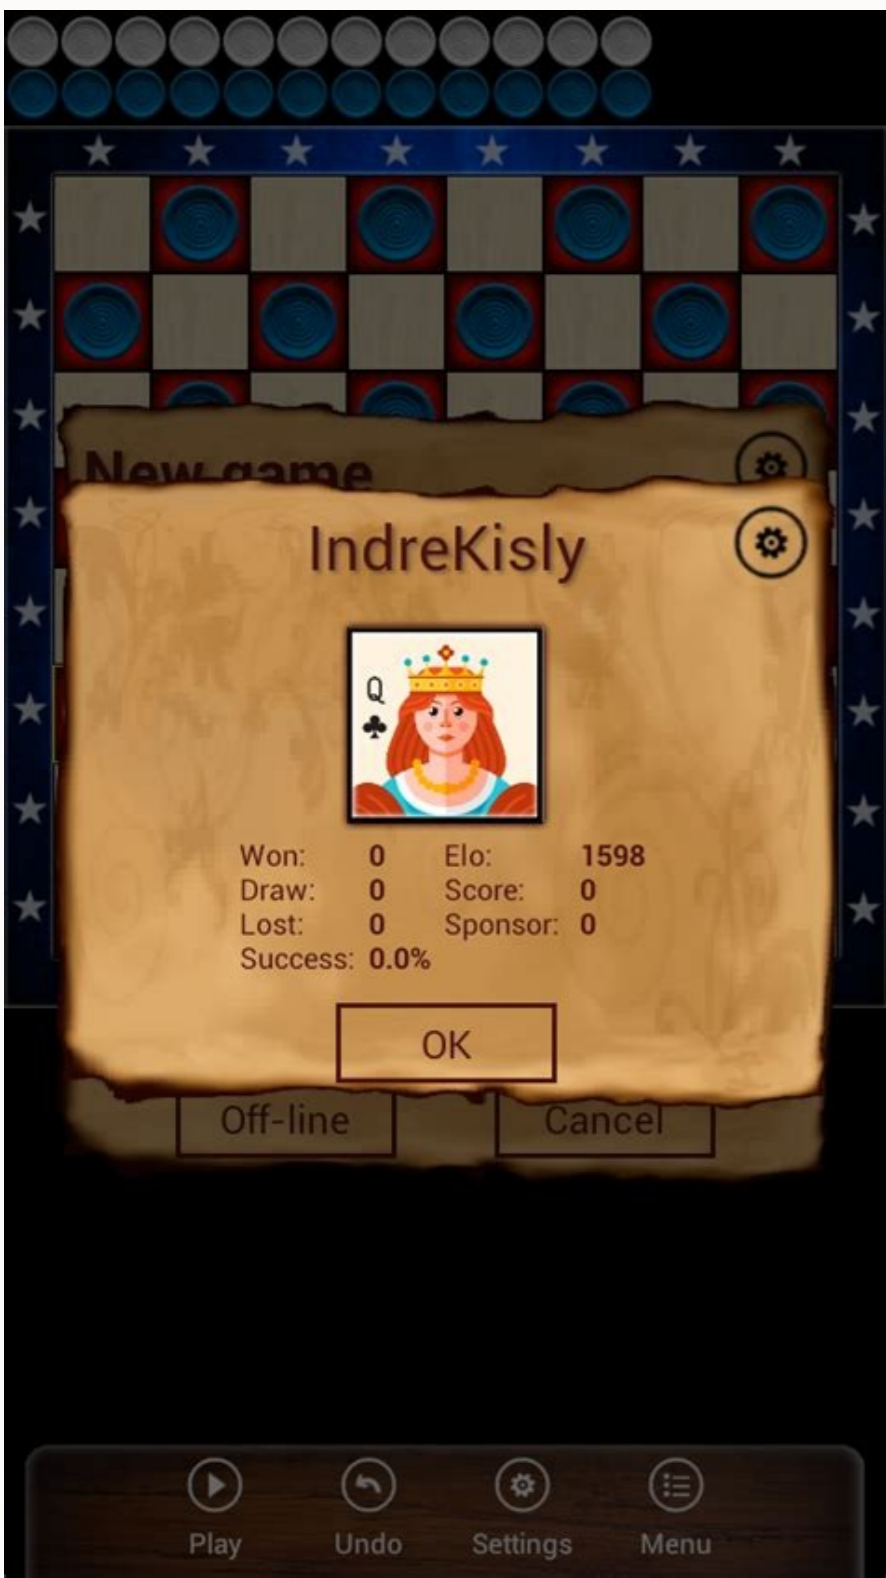 New game
IndreKisly
Q
Won: 0 Elo: 1598
Draw: 0 Score: 0
Lost: 0 Sponsor: 0
Success: 0.0%
OK
Off-line Cancel
Play Undo Settings Menu